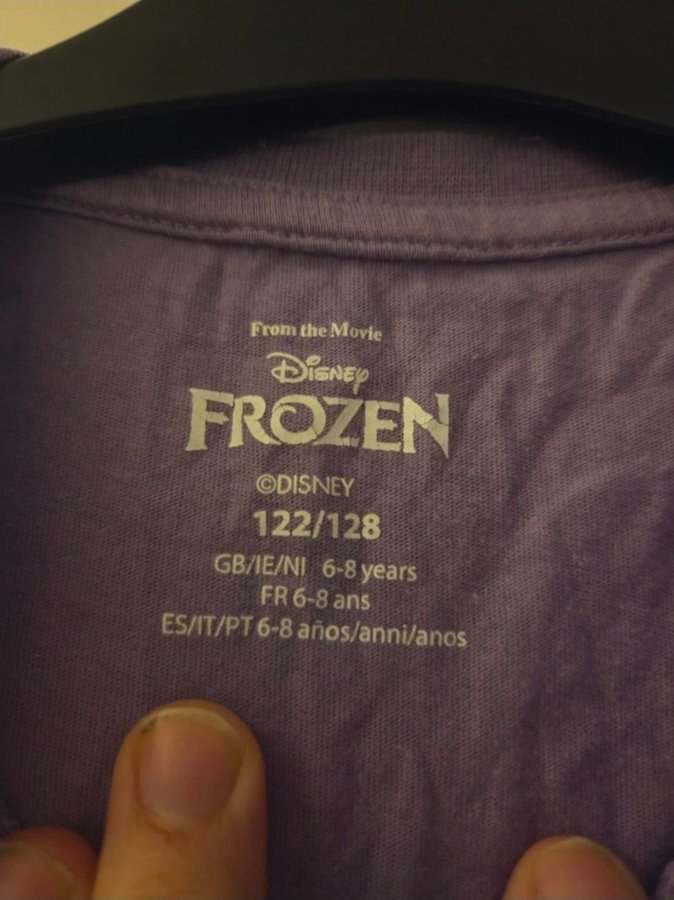 From the Movie
Disney
FROZEN
©DISNEY
122/128
GB/IE/NI 6-8 years
FR 6-8 ans
ES/IT/PT 6-8 años/anni/anos